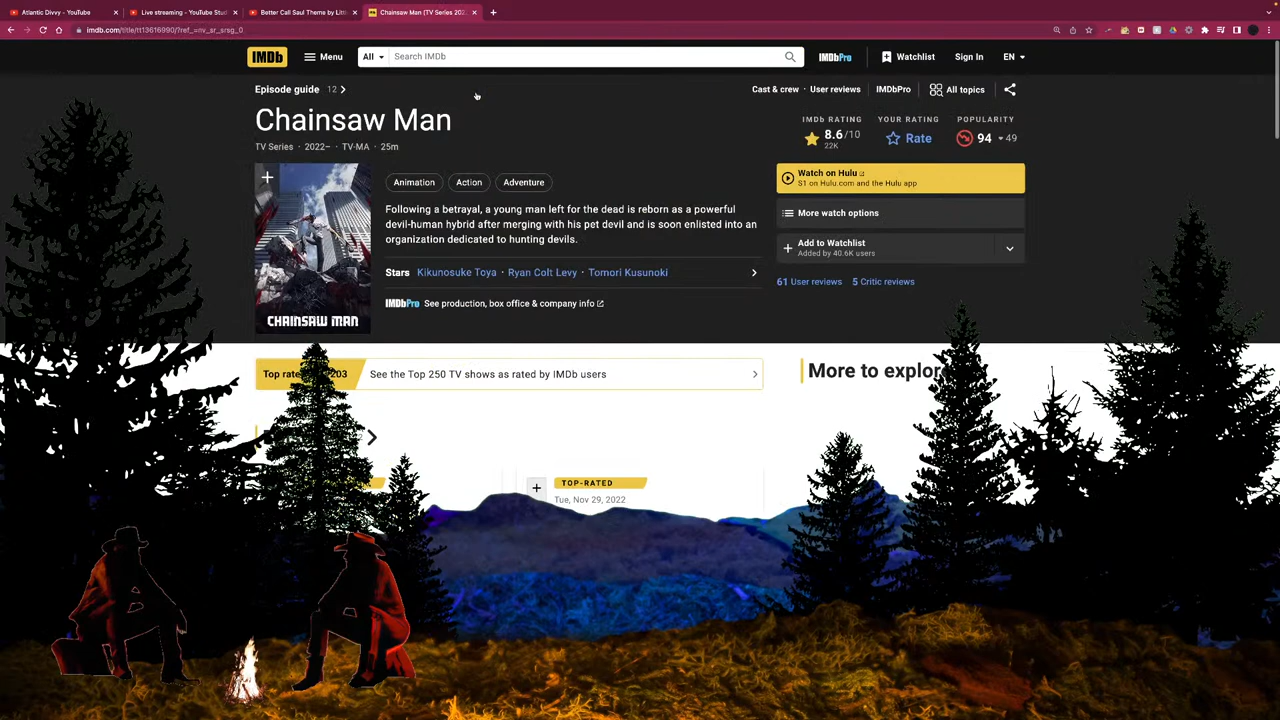 Atlantic Divvy - YouTube
Live streaming - YouTube Stud
Better Call Saul Theme by Littl
Chainsaw Man (TV Series 202
imdb.com/title/tt13616990/?ref_=nv_sr_srsg_0
IMDb
Menu
All
Search IMDb
IMDbPro
Watchlist
Sign In
EN
Episode guide 12
Cast & crew
User reviews
IMDbPro
All topics
Chainsaw Man
TV Series · 2022– · TV-MA · 25m
IMDb RATING
8.6/10
22K
YOUR RATING
Rate
POPULARITY
94
49
CHAINSAW MAN
Animation
Action
Adventure
Following a betrayal, a young man left for the dead is reborn as a powerful
devil-human hybrid after merging with his pet devil and is soon enlisted into an
organization dedicated to hunting devils.
Stars Kikunosuke Toya · Ryan Colt Levy · Tomori Kusunoki
IMDbPro See production, box office & company info
Watch on Hulu
S1 on Hulu.com and the Hulu app
More watch options
Add to Watchlist
Added by 40.6K users
61 User reviews
5 Critic reviews
See the Top 250 TV shows as rated by IMDb users
More to explor
TOP-RATED
Tue, Nov 29, 2022